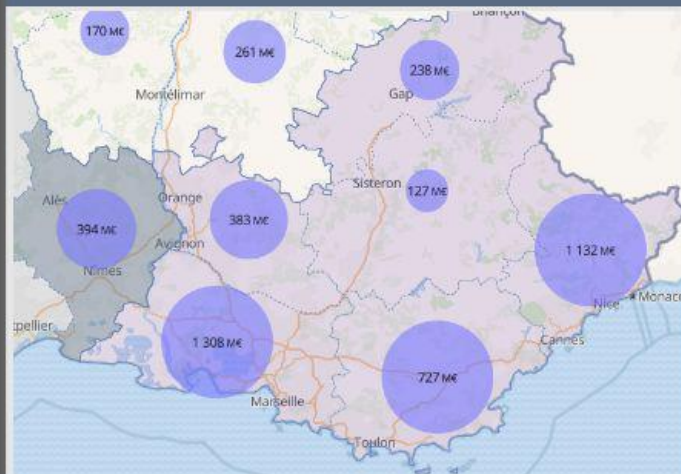 Briançon
170 M€
261 M€
238 M€
Gap
Montélimar
Sisteron
127 M€
Alès
Orange
394 M€
383 M€
Avignon
1 132 M€
Nîmes
Nice
Monaco
tpellier
Cannes
1 308 M€
727 M€
Marseille
Toulon